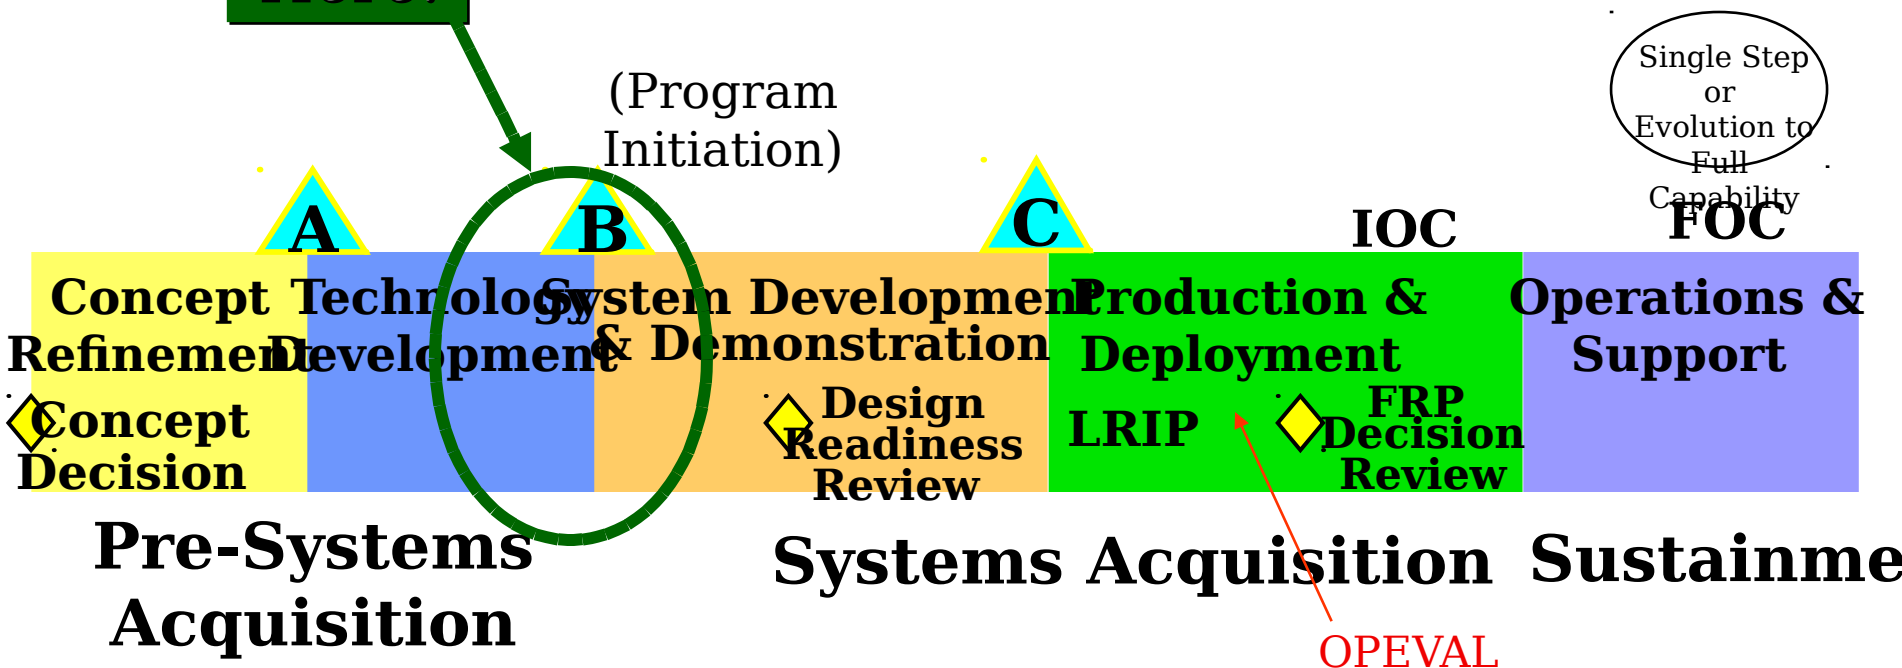 (Program
Initiation)
Single Step
or
Evolution to
Full
Capability
A
B
C
IOC
FOC
Concept
Refinement
Technology
Development
System Development
& Demonstration
Production &
Deployment
Operations &
Support
Concept
Decision
Design
Readiness
Review
LRIP
FRP
Decision
Review
Pre-Systems
Acquisition
Systems Acquisition
Sustainme
OPEVAL